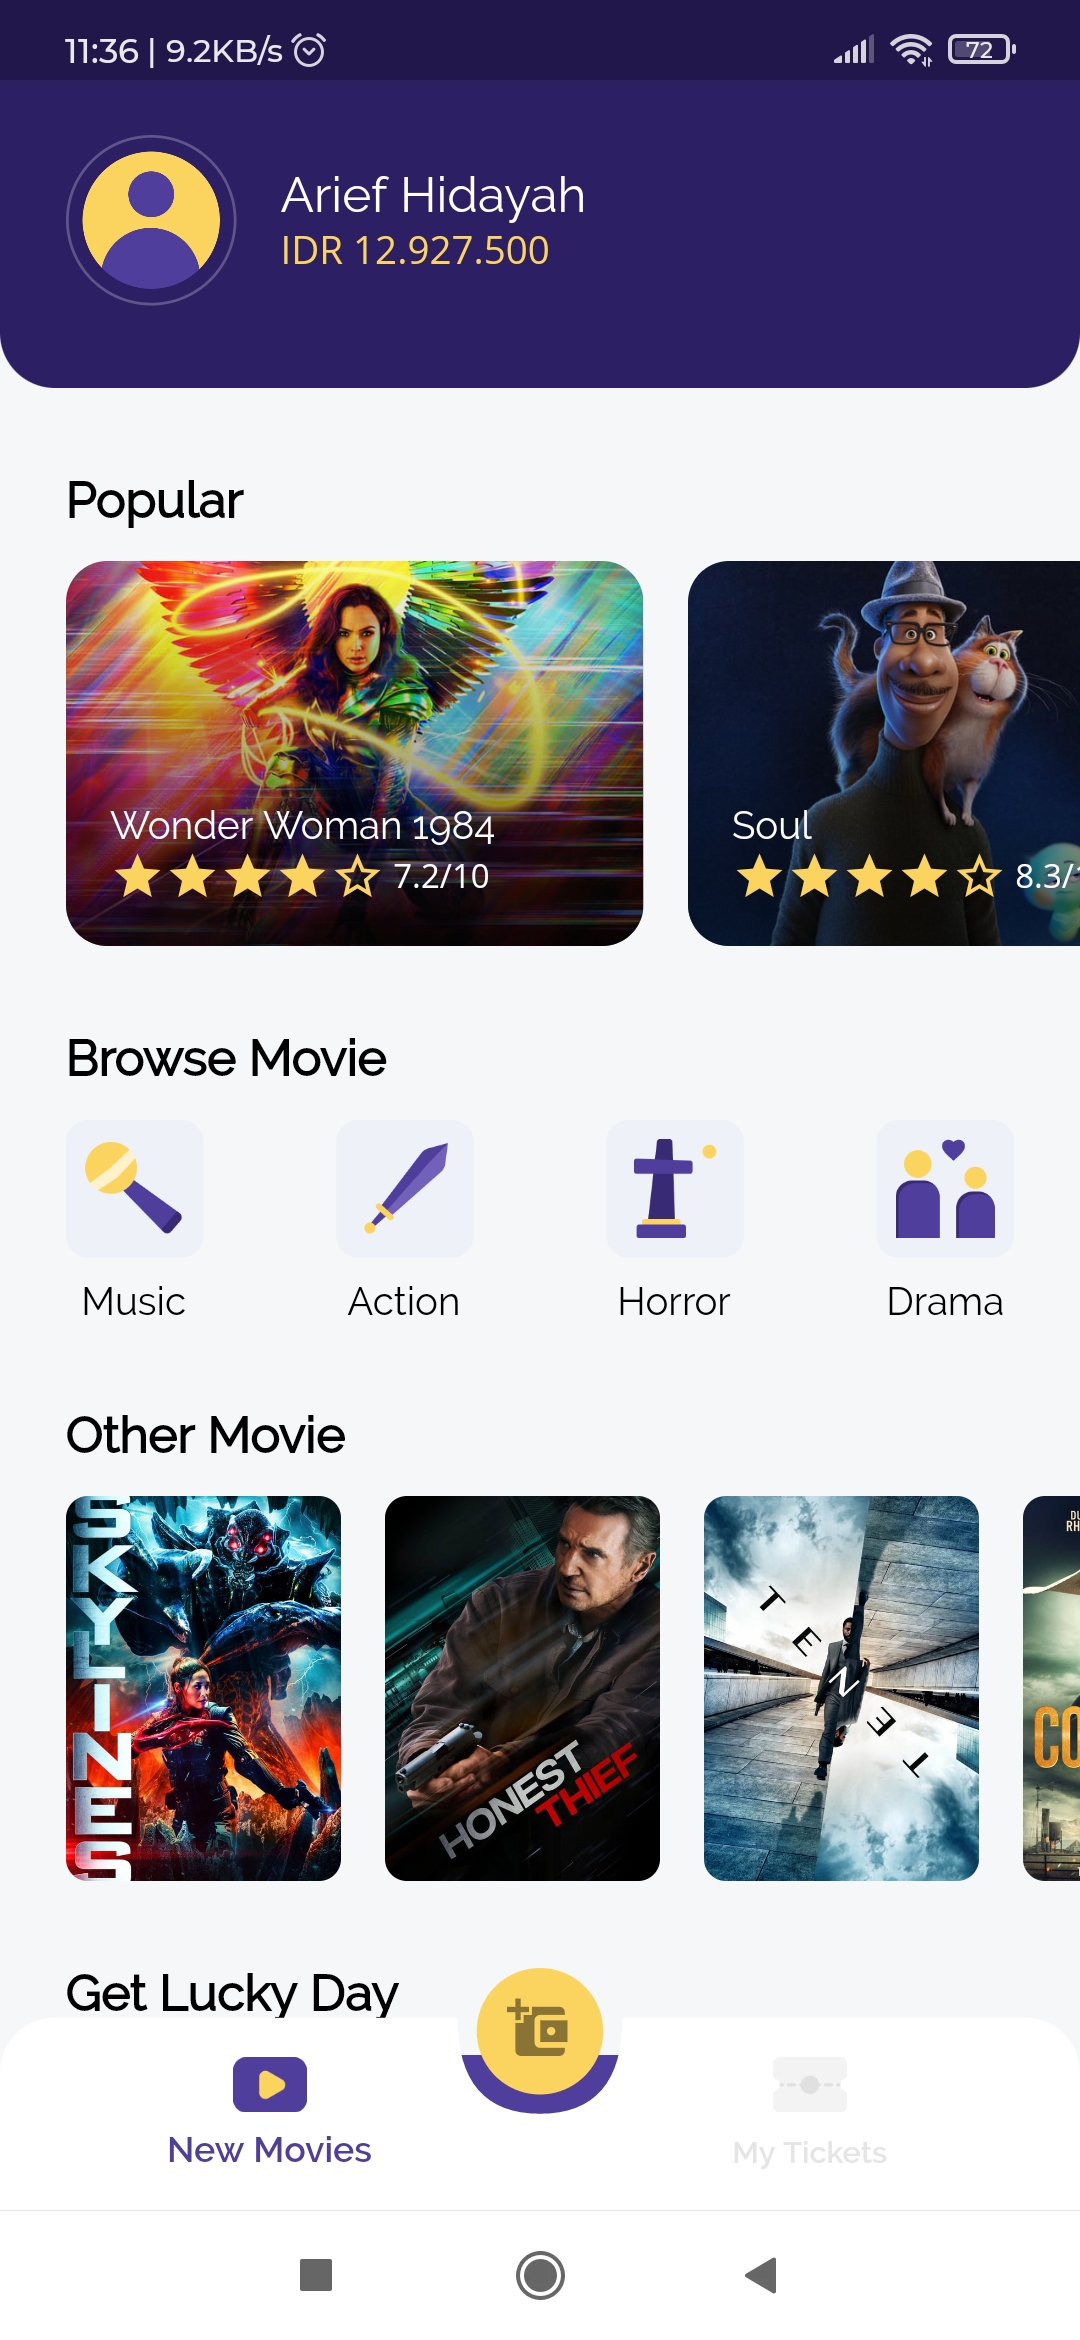 11:36 | 9.2KB/s
72
Arief Hidayah
IDR 12.927.500
Popular
Wonder Woman 1984
7.2/10
Soul
8.3/
Browse Movie
Music
Action
Horror
Drama
Other Movie
SKYLINES
HONEST
THIEF
TENET
DU
RH
CO
Get Lucky Day
New Movies
My Tickets